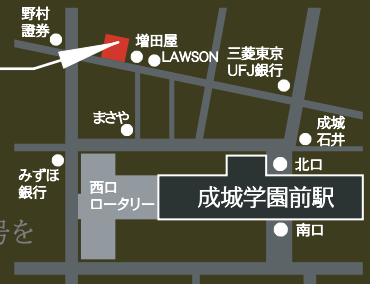 野村
證券
増田屋
LAWSON
三菱東京
UFJ銀行
まさや
成城
石井
みずほ
銀行
西口
ロータリー
北口
成城学園前駅
南口
号を